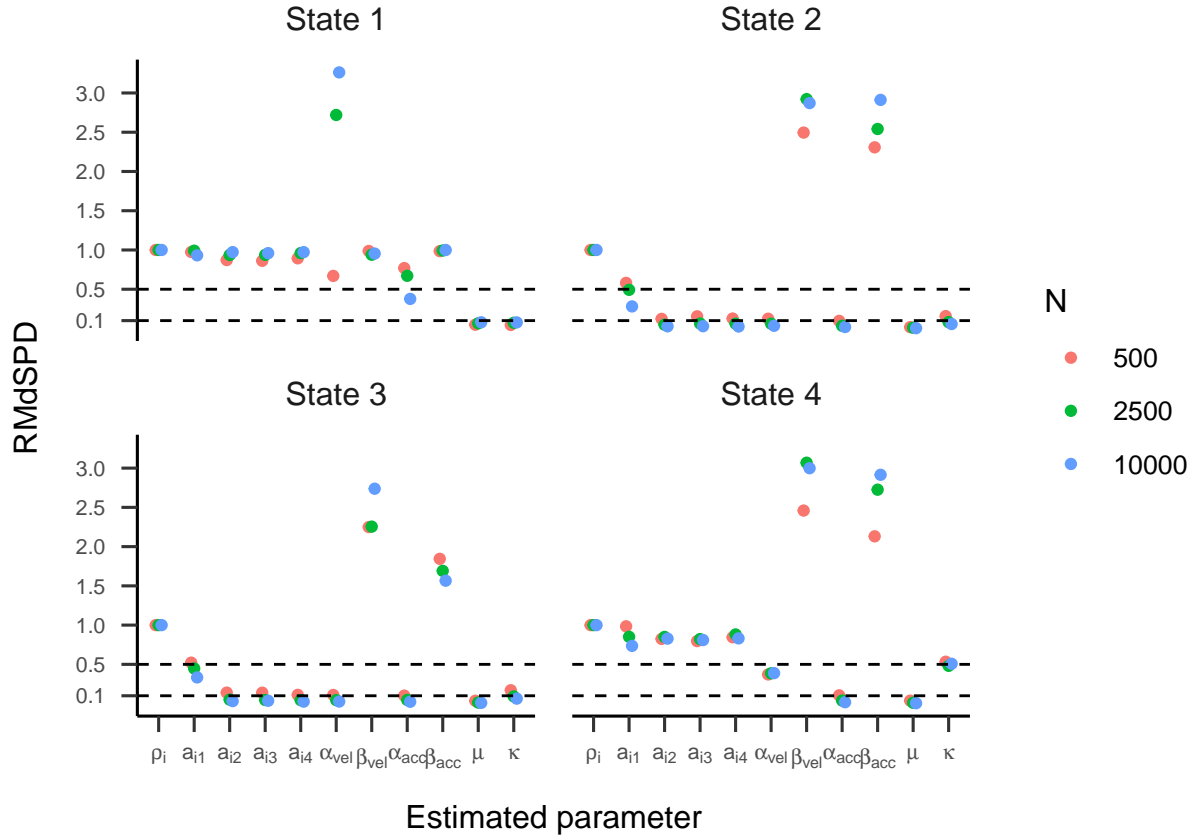 State 1
State 2
3.0
2.5
2.0
1.5
1.0
0.5
0.1
State 3
State 4
3.0
2.5
2.0
1.5
1.0
0.5
0.1
ρi ai1 ai2 ai3 ai4 αvel βvel αacc βacc μ κ
ρi ai1 ai2 ai3 ai4 αvel βvel αacc βacc μ κ
Estimated parameter
RMdSPD
N
500
2500
10000